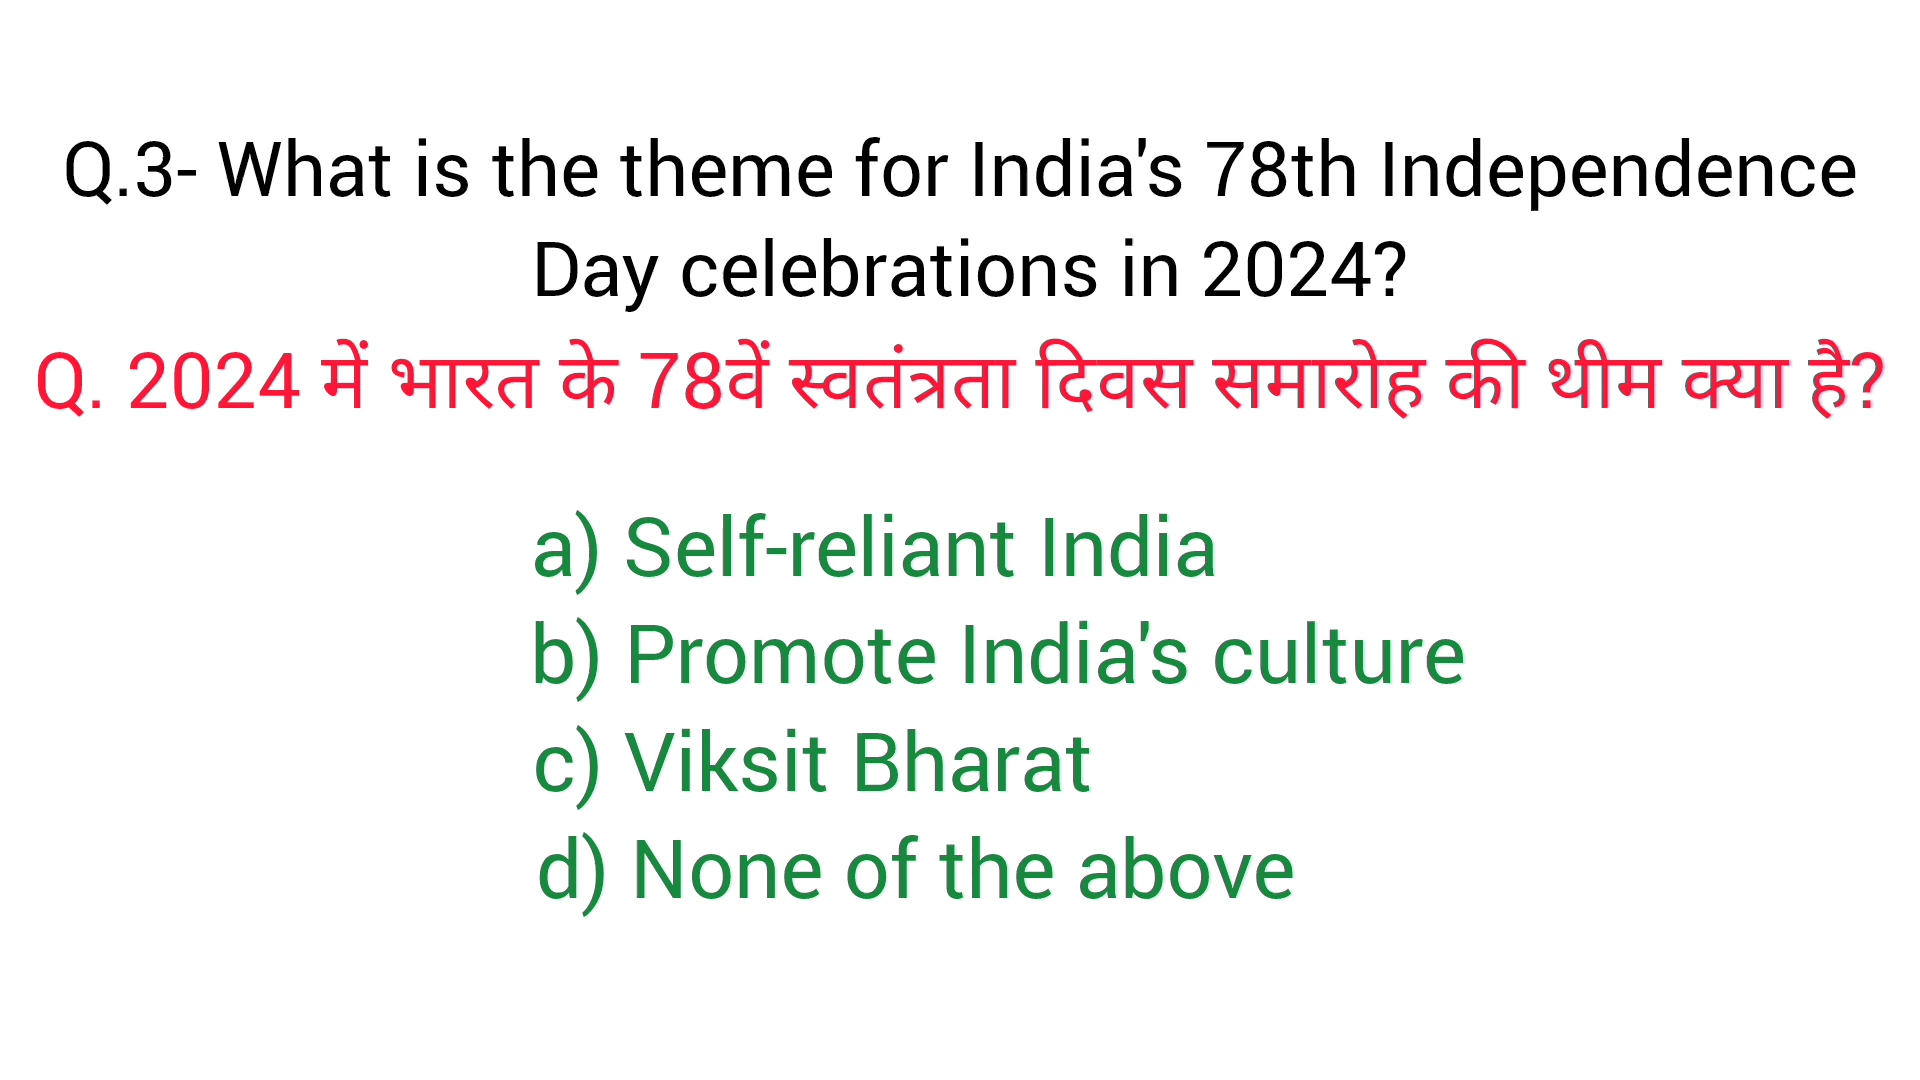 Q.3- What is the theme for India's 78th Independence
Day celebrations in 2024?
Q. 2024 में भारत के 78वें स्वतंत्रता दिवस समारोह की थीम क्या है?
a) Self-reliant India
b) Promote India's culture
c) Viksit Bharat
d) None of the above